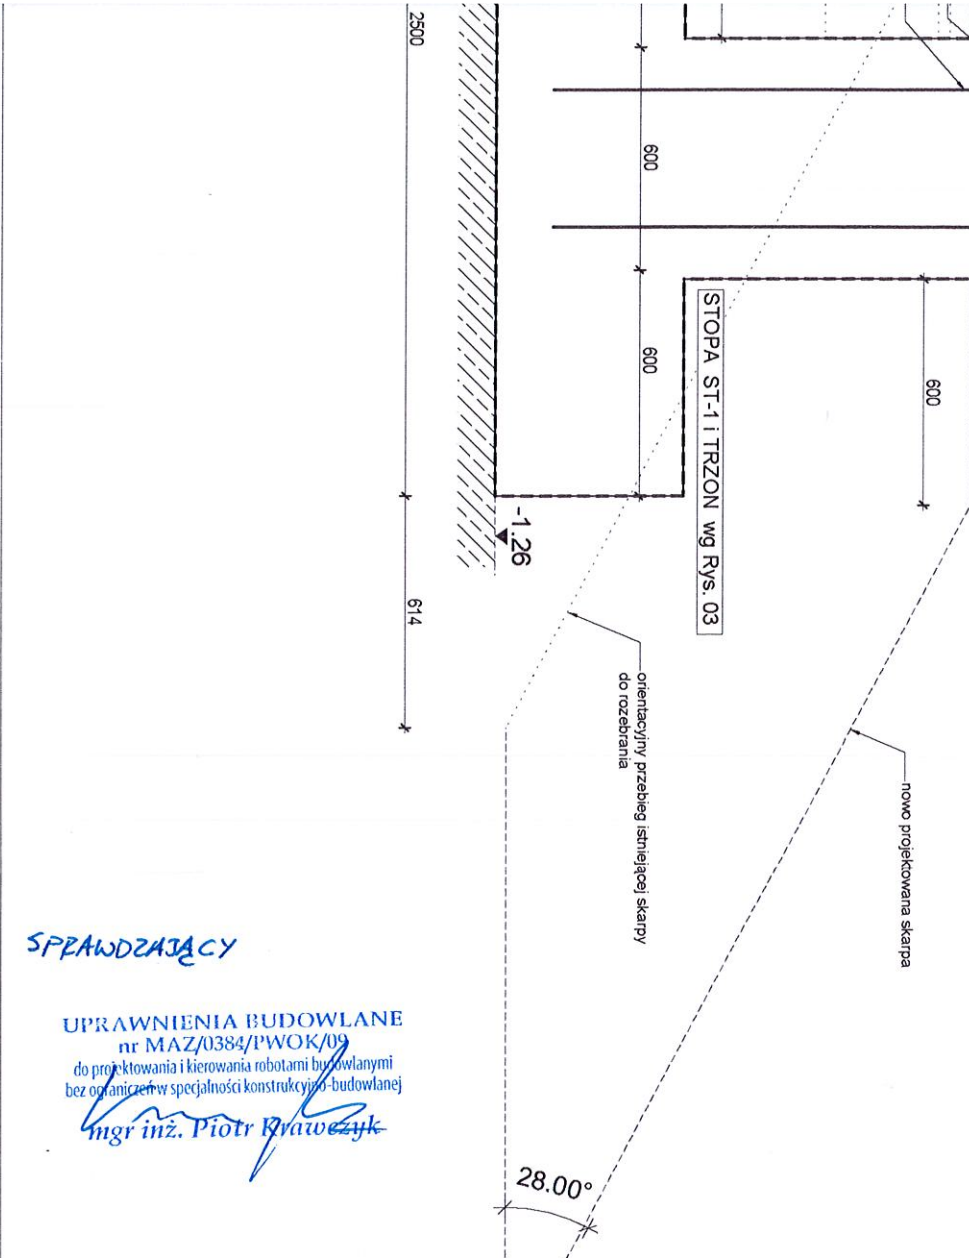 2500
600
600
600
STOPA ST-1 i TRZON wg Rys. 03
-1.26
614
orientacyjny przebieg istniejącej skarpy
do rozebrania
nowo projektowana skarpa
SPRAWDZAJĄCY
UPRAWNIENIA BUDOWLANE
nr MAZ/0384/PWOK/09
do projektowania i kierowania robotami budowlanymi
bez ograniczeń w specjalności konstrukcyjno-budowlanej
mgr inż. Piotr Krawczyk
28.00°